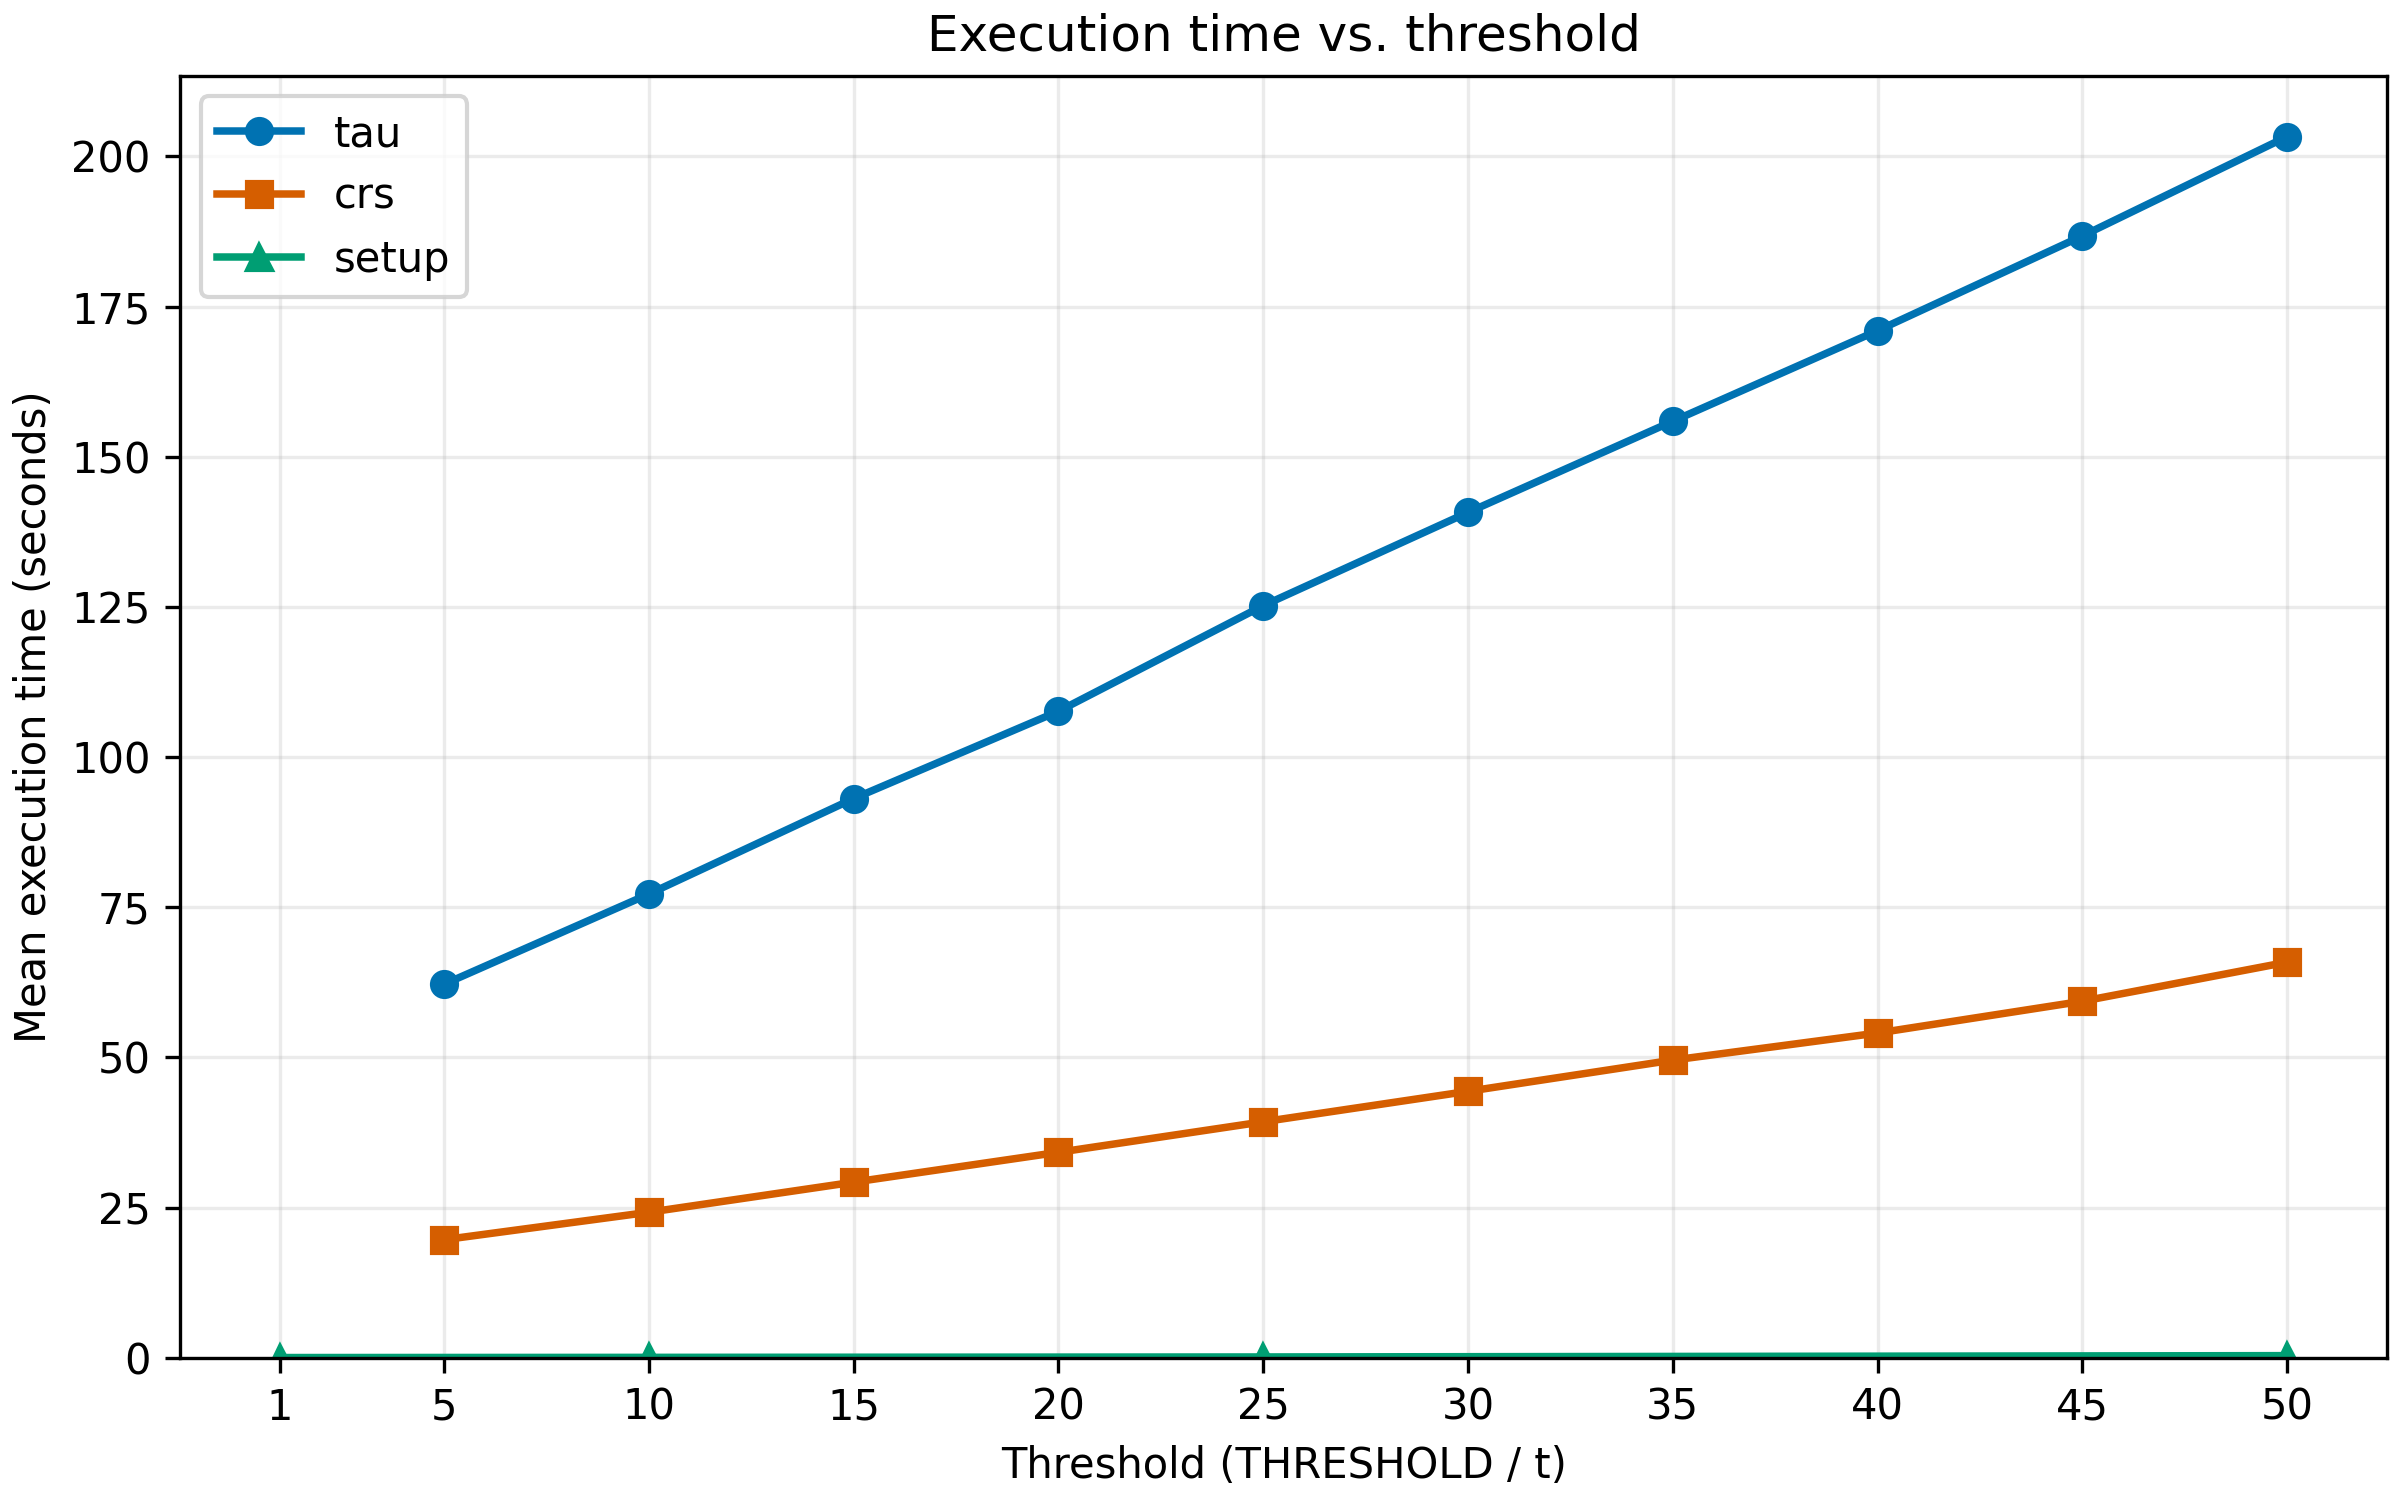 Execution time vs. threshold
tau
crs
setup
200
175
150
125
100
75
50
25
0
Mean execution time (seconds)
1 5 10 15 20 25 30 35 40 45 50
Threshold (THRESHOLD / t)